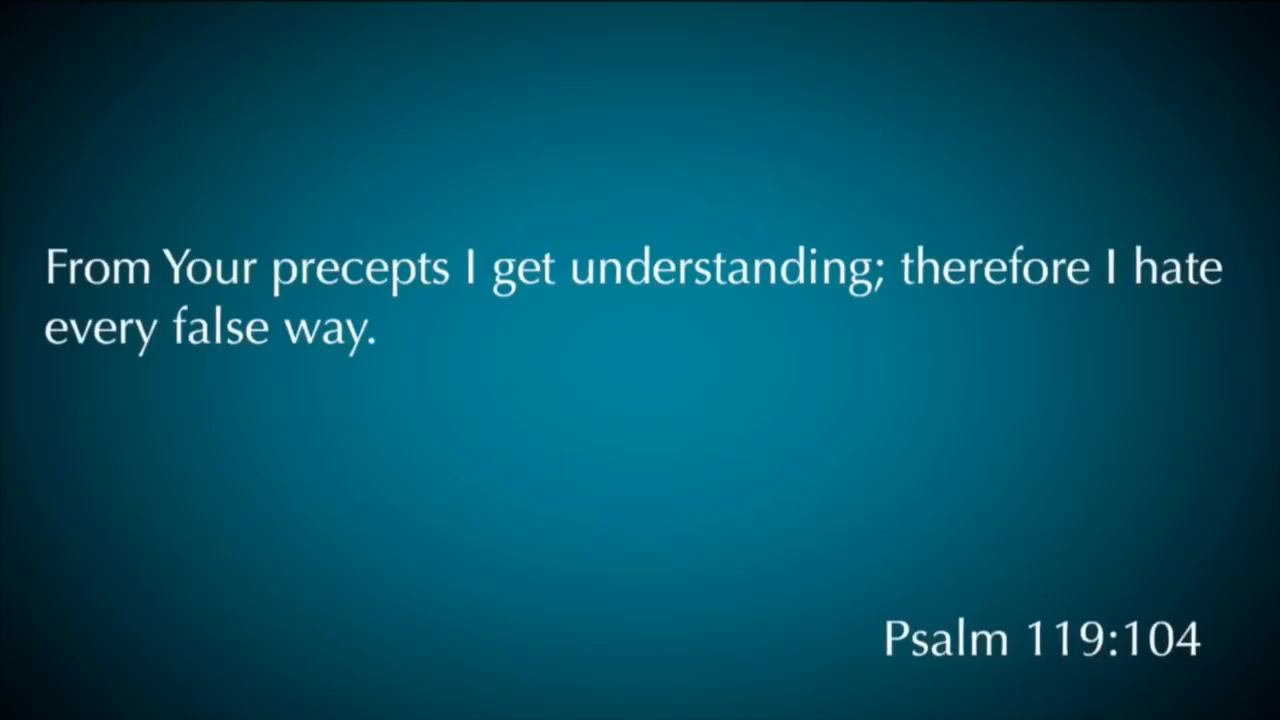 From Your precepts I get understanding; therefore I hate
every false way.
Psalm 119:104